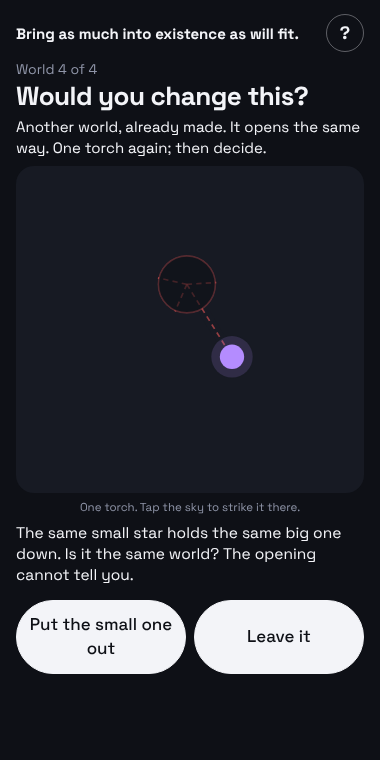 Bring as much into existence as will fit.
?
World 4 of 4
Would you change this?
Another world, already made. It opens the same
way. One torch again; then decide.
One torch. Tap the sky to strike it there.
The same small star holds the same big one
down. Is it the same world? The opening
cannot tell you.
Put the small one
out
Leave it